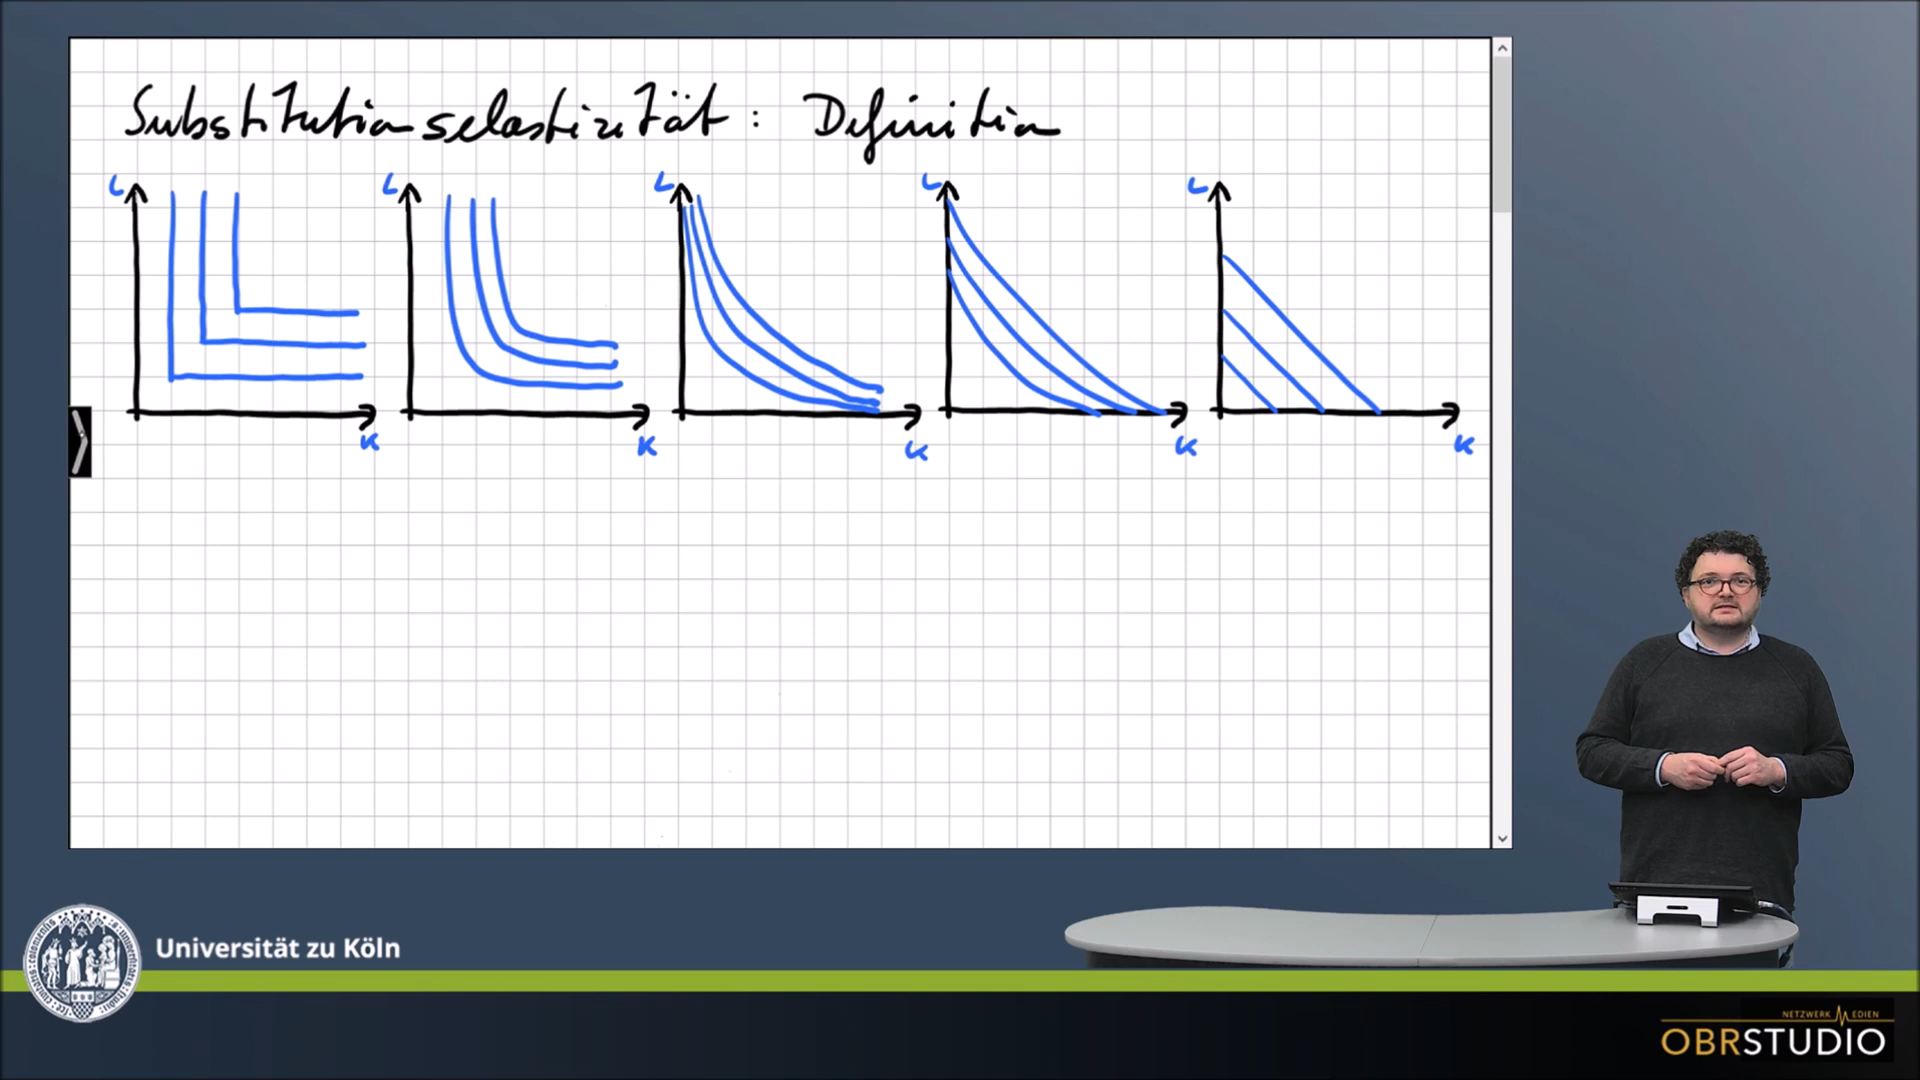 Substitutionselastizität: Definition
L L L L L
K K K K K
Universität zu Köln
NETZWERK MEDIEN
OBRSTUDIO